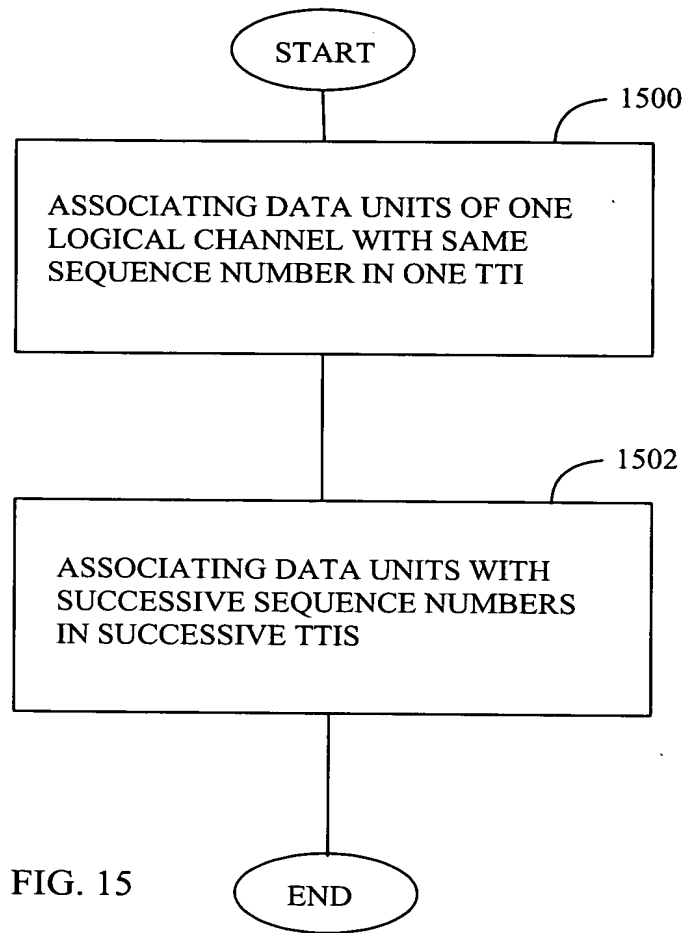 START
1500
ASSOCIATING DATA UNITS OF ONE
LOGICAL CHANNEL WITH SAME
SEQUENCE NUMBER IN ONE TTI
1502
ASSOCIATING DATA UNITS WITH
SUCCESSIVE SEQUENCE NUMBERS
IN SUCCESSIVE TTIS
FIG. 15
END